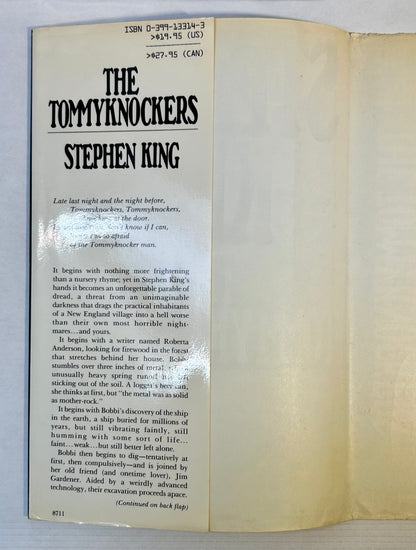 ISBN 0-399-13314-3
>$19.95 (US)
>$27.95 (CAN)
THE
TOMMYKNOCKERS
STEPHEN KING
Late last night and the night before,
Tommyknockers, Tommyknockers,
at the door.
know if I can,
so afraid
of the Tommyknocker man.
It begins with nothing more frightening
than a nursery rhyme; yet in Stephen King's
hands it becomes an unforgettable parable of
dread, a threat from an unimaginable
darkness that drags the practical inhabitants
of a New England village into a hell worse
than their own most horrible night-
mares...and yours.
It begins with a writer named Roberta
Anderson, looking for firewood in the forest
that stretches behind her house. Bobbi
stumbles over three inches of metal,
unusually heavy spring
sticking out of the soil. A logger's beer can,
she thinks at first, but "the metal was as solid
as mother-rock."
It begins with Bobbi's discovery of the ship
in the earth, a ship buried for millions of
years, but still vibrating faintly, still
humming with some sort of life...
faint...weak...but still better left alone.
Bobbi then begins to dig—tentatively at
first, then compulsively—and is joined by
her old friend (and onetime lover), Jim
Gardener. Aided by a weirdly advanced
technology, their excavation proceeds apace.
(Continued on back flap)
8711